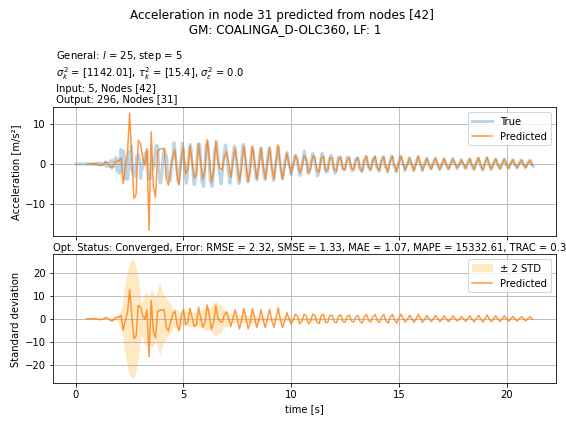 Acceleration in node 31 predicted from nodes [42]
GM: COALINGA_D-OLC360, LF: 1
General: l = 25, step = 5
σ_k² = [1142.01], τ_k² = [15.4], σ_ε² = 0.0
Input: 5, Nodes [42]
Output: 296, Nodes [31]
True
Predicted
Acceleration [m/s²]
10
0
−10
Opt. Status: Converged, Error: RMSE = 2.32, SMSE = 1.33, MAE = 1.07, MAPE = 15332.61, TRAC = 0.3
± 2 STD
Predicted
Standard deviation
20
10
0
−10
−20
0 5 10 15 20
time [s]